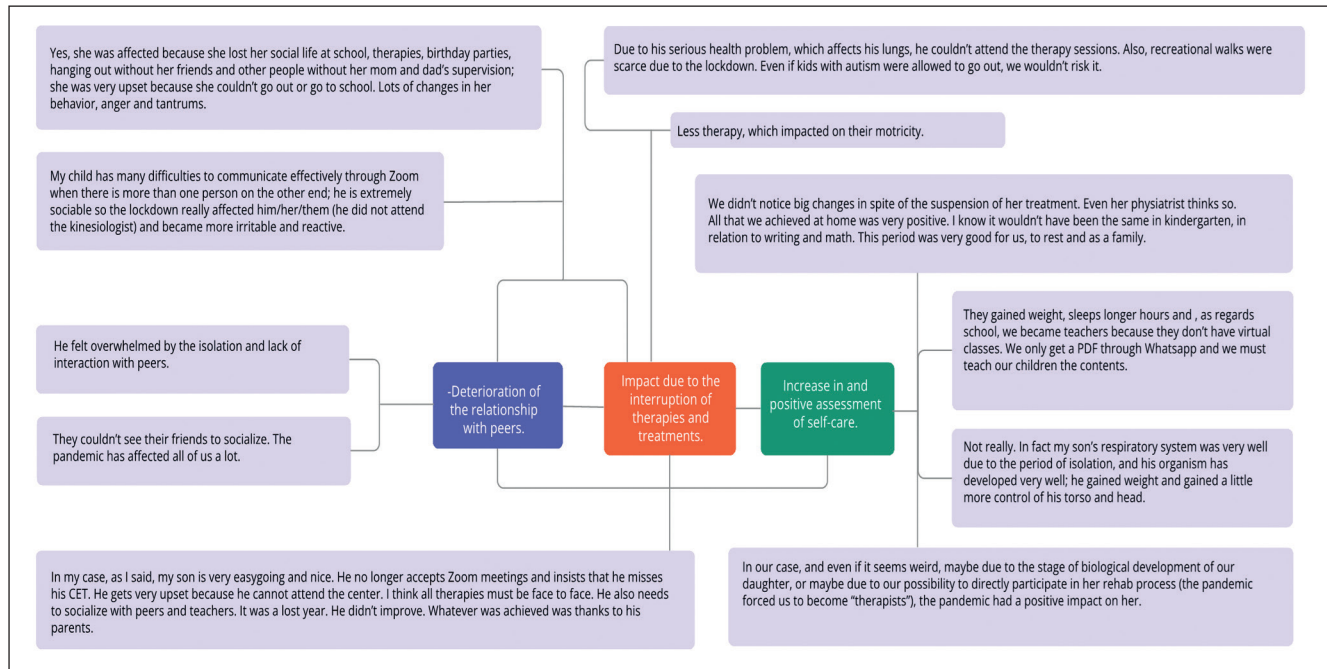 Yes, she was affected because she lost her social life at school, therapies, birthday parties,
hanging out without her friends and other people without her mom and dad's supervision;
she was very upset because she couldn't go out or go to school. Lots of changes in her
behavior, anger and tantrums.
Due to his serious health problem, which affects his lungs, he couldn't attend the therapy sessions. Also, recreational walks were
scarce due to the lockdown. Even if kids with autism were allowed to go out, we wouldn't risk it.
Less therapy, which impacted on their motricity.
My child has many difficulties to communicate effectively through Zoom
when there is more than one person on the other end; he is extremely
sociable so the lockdown really affected him/her/them (he did not attend
the kinesiologist) and became more irritable and reactive.
We didn't notice big changes in spite of the suspension of her treatment. Even her physiatrist thinks so.
All that we achieved at home was very positive. I know it wouldn't have been the same in kindergarten, in
relation to writing and math. This period was very good for us, to rest and as a family.
They gained weight, sleeps longer hours and , as regards
school, we became teachers because they don't have virtual
classes. We only get a PDF through Whatsapp and we must
teach our children the contents.
He felt overwhelmed by the isolation and lack of
interaction with peers.
-Deterioration of
the relationship
with peers.
Impact due to the
interruption of
therapies and
treatments.
Increase in and
positive assessment
of self-care.
They couldn't see their friends to socialize. The
pandemic has affected all of us a lot.
Not really. In fact my son's respiratory system was very well
due to the period of isolation, and his organism has
developed very well; he gained weight and gained a little
more control of his torso and head.
In my case, as I said, my son is very easygoing and nice. He no longer accepts Zoom meetings and insists that he misses
his CET. He gets very upset because he cannot attend the center. I think all therapies must be face to face. He also needs
to socialize with peers and teachers. It was a lost year. He didn't improve. Whatever was achieved was thanks to his
parents.
In our case, and even if it seems weird, maybe due to the stage of biological development of our
daughter, or maybe due to our possibility to directly participate in her rehab process (the pandemic
forced us to become "therapists"), the pandemic had a positive impact on her.